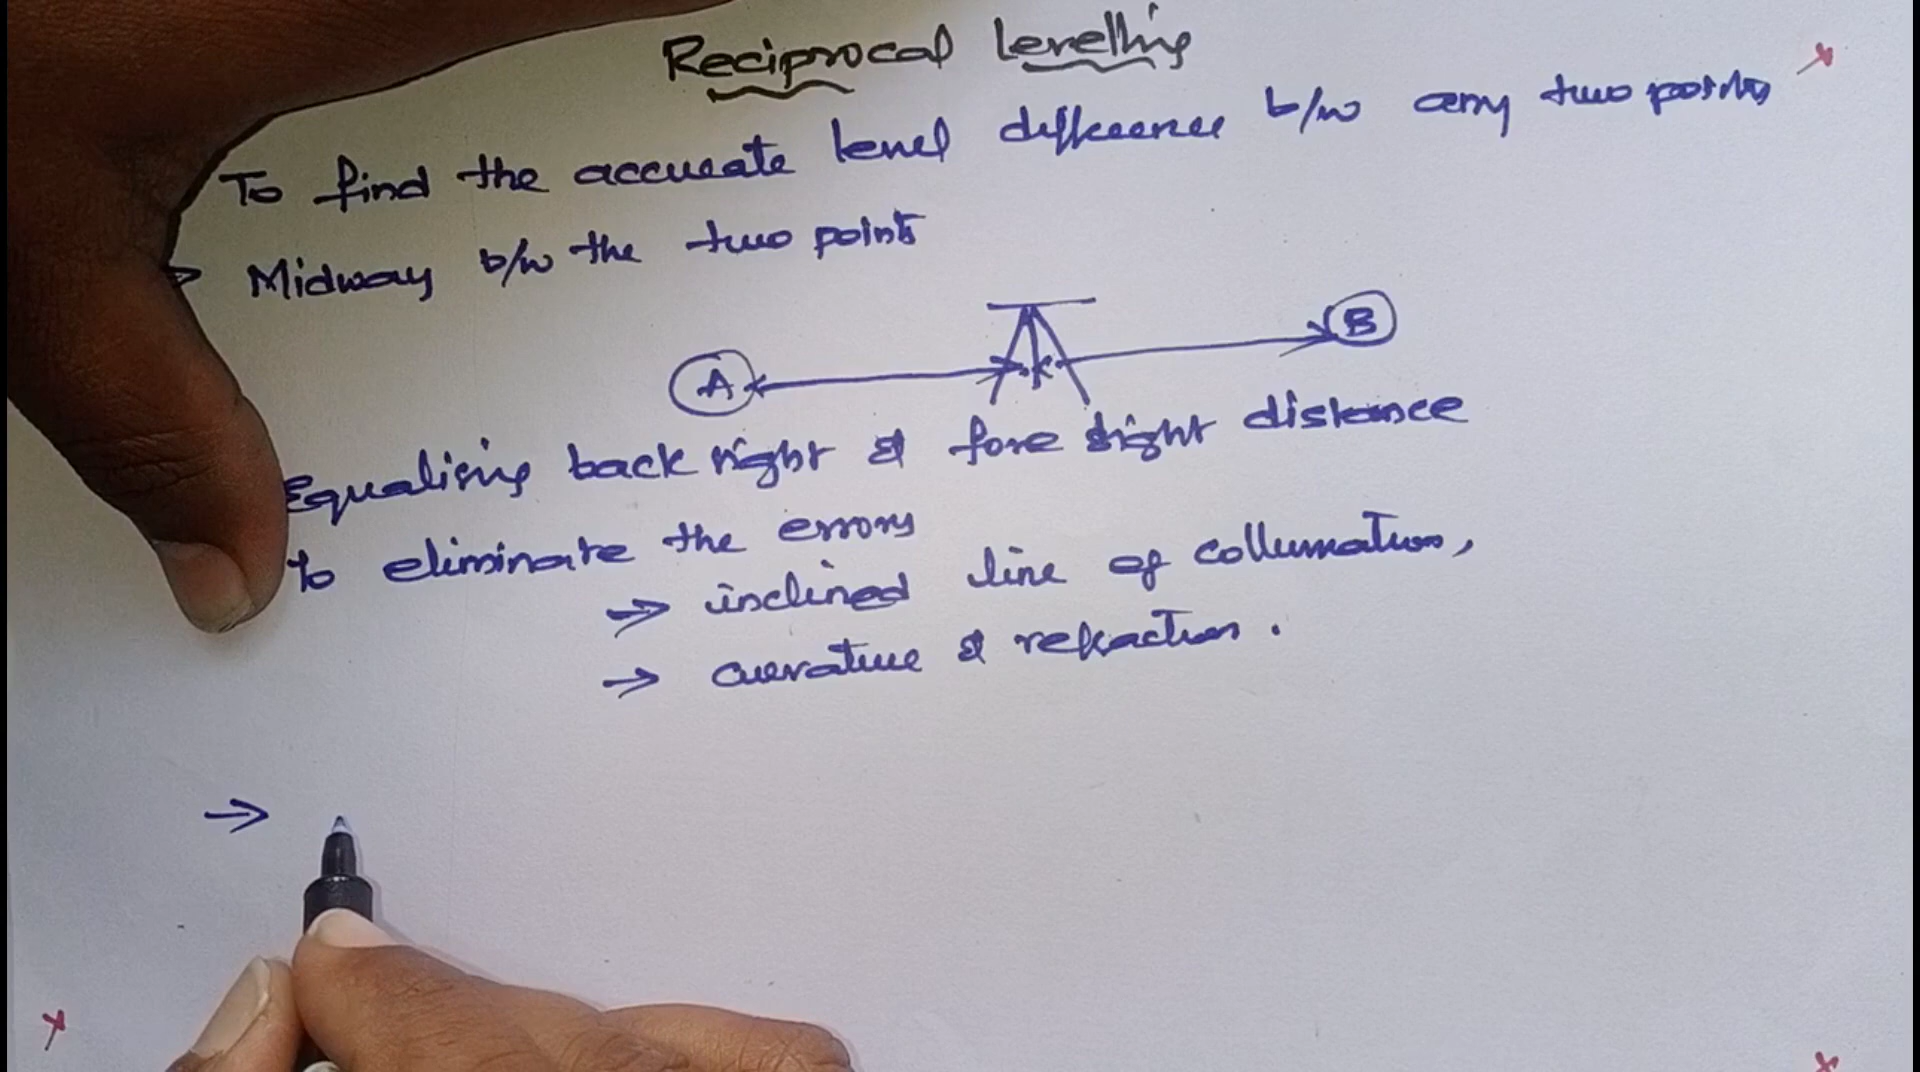 Reciprocal Levelling
To find the accurate level difference b/w any two points
→ Midway b/w the two points
A B
Equalising back sight & fore sight distance
to eliminate the errors
→ inclined line of collumation,
→ curvature & refraction.
→